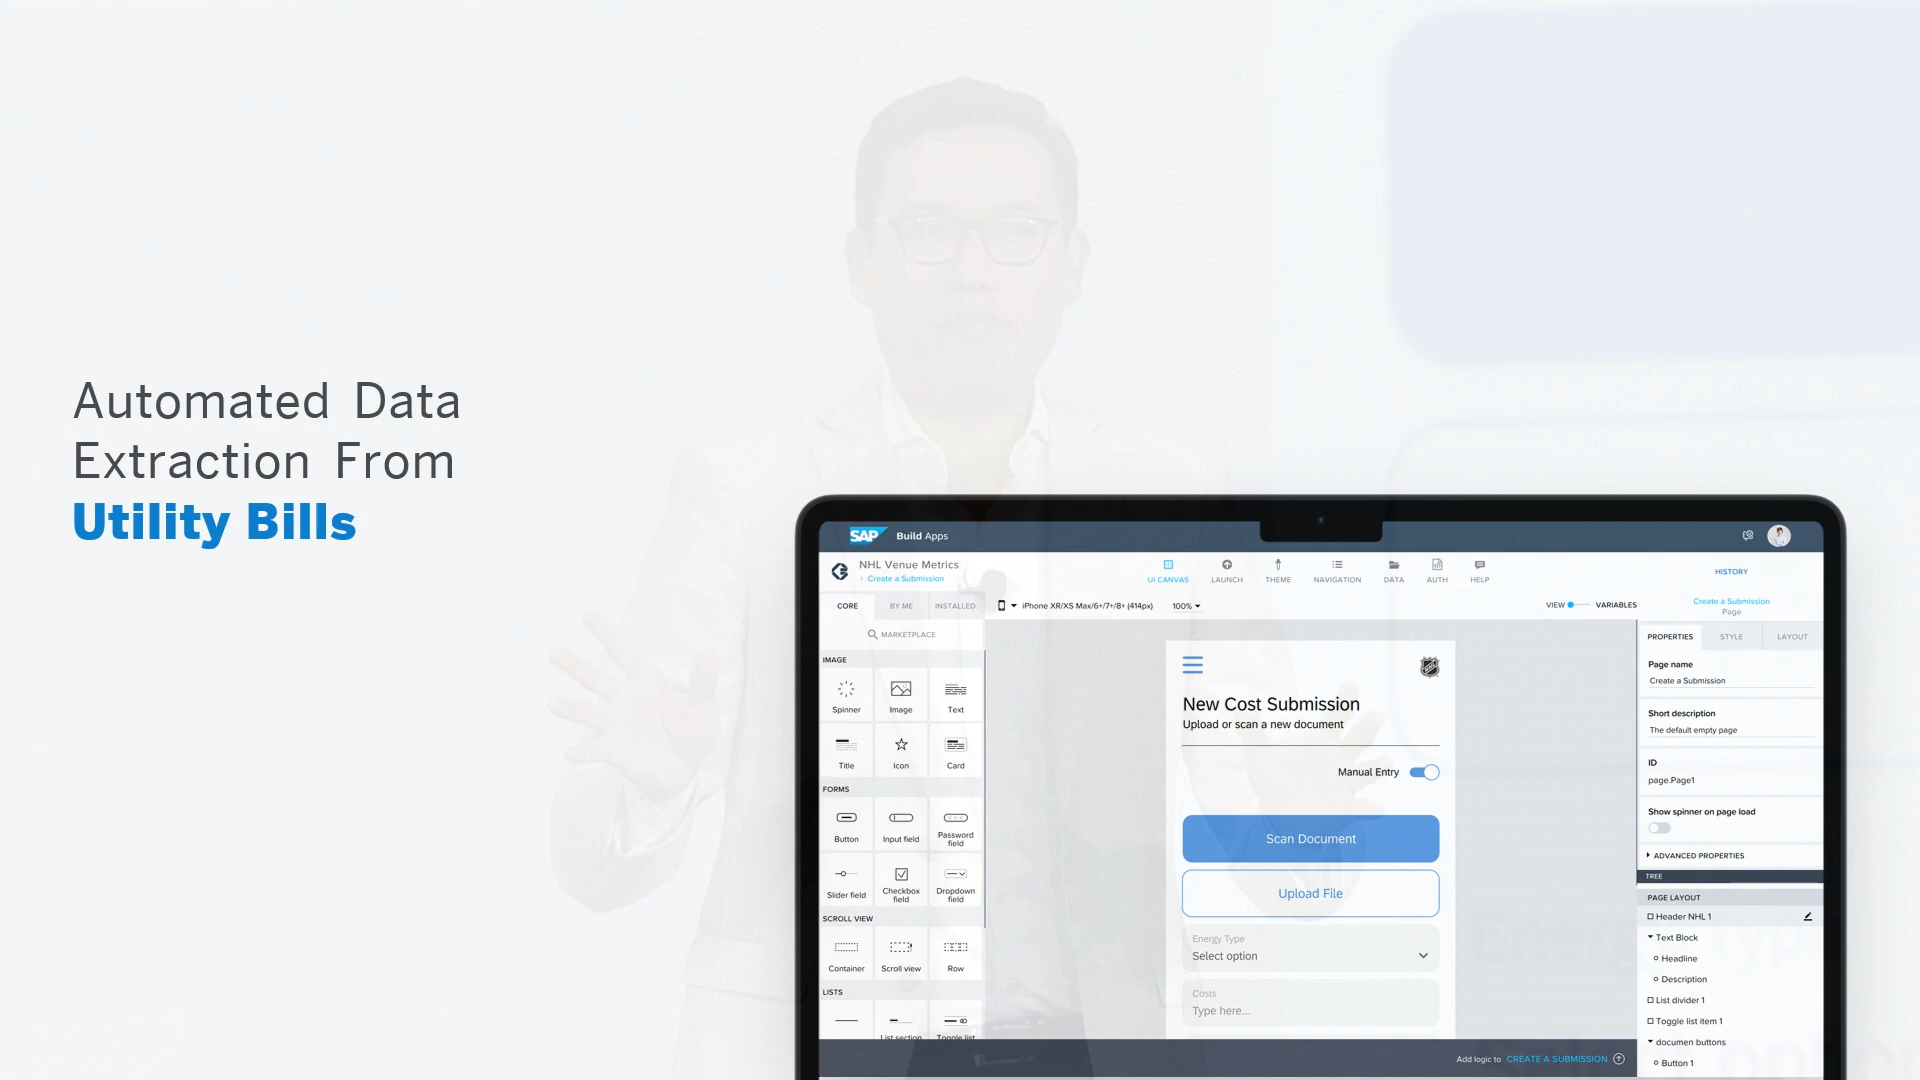 Automated Data
Extraction From
Utility Bills
SAP Build Apps
NHL Venue Metrics
Create a Submission
UI CANVAS
LAUNCH
THEME
NAVIGATION
DATA
AUTH
HELP
HISTORY
CORE
BY ME
INSTALLED
iPhone XR/XS Max/6+/7+/8+ (414px)
100%
VIEW
VARIABLES
Create a Submission
Page
MARKETPLACE
IMAGE
Spinner
Image
Text
Title
Icon
Card
FORMS
Button
Input field
Password
field
Slider field
Checkbox
field
Dropdown
field
SCROLL VIEW
Container
Scroll view
Row
LISTS
List section
Toggle list
New Cost Submission
Upload or scan a new document
Manual Entry
Scan Document
Upload File
Energy Type
Select option
Costs
Type here...
PROPERTIES
STYLE
LAYOUT
Page name
Create a Submission
Short description
The default empty page
ID
page.Page1
Show spinner on page load
ADVANCED PROPERTIES
TREE
PAGE LAYOUT
Header NHL 1
Text Block
Headline
Description
List divider 1
Toggle list item 1
documen buttons
Button 1
Add logic to CREATE A SUBMISSION